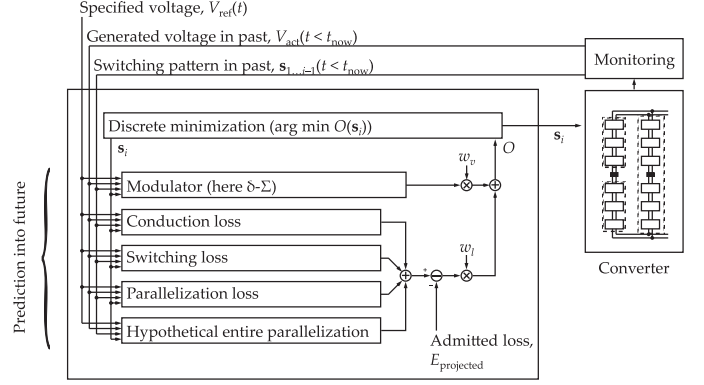 Specified voltage, V_ref(t)
Generated voltage in past, V_act(t < t_now)
Switching pattern in past, s_1...i–1(t < t_now)
Monitoring
Discrete minimization (arg min O(s_i))
s_i
s_i
O
w_v
Modulator (here δ-Σ)
Conduction loss
Switching loss
w_l
+
-
Parallelization loss
Hypothetical entire parallelization
Admitted loss,
E_projected
Converter
Prediction into future